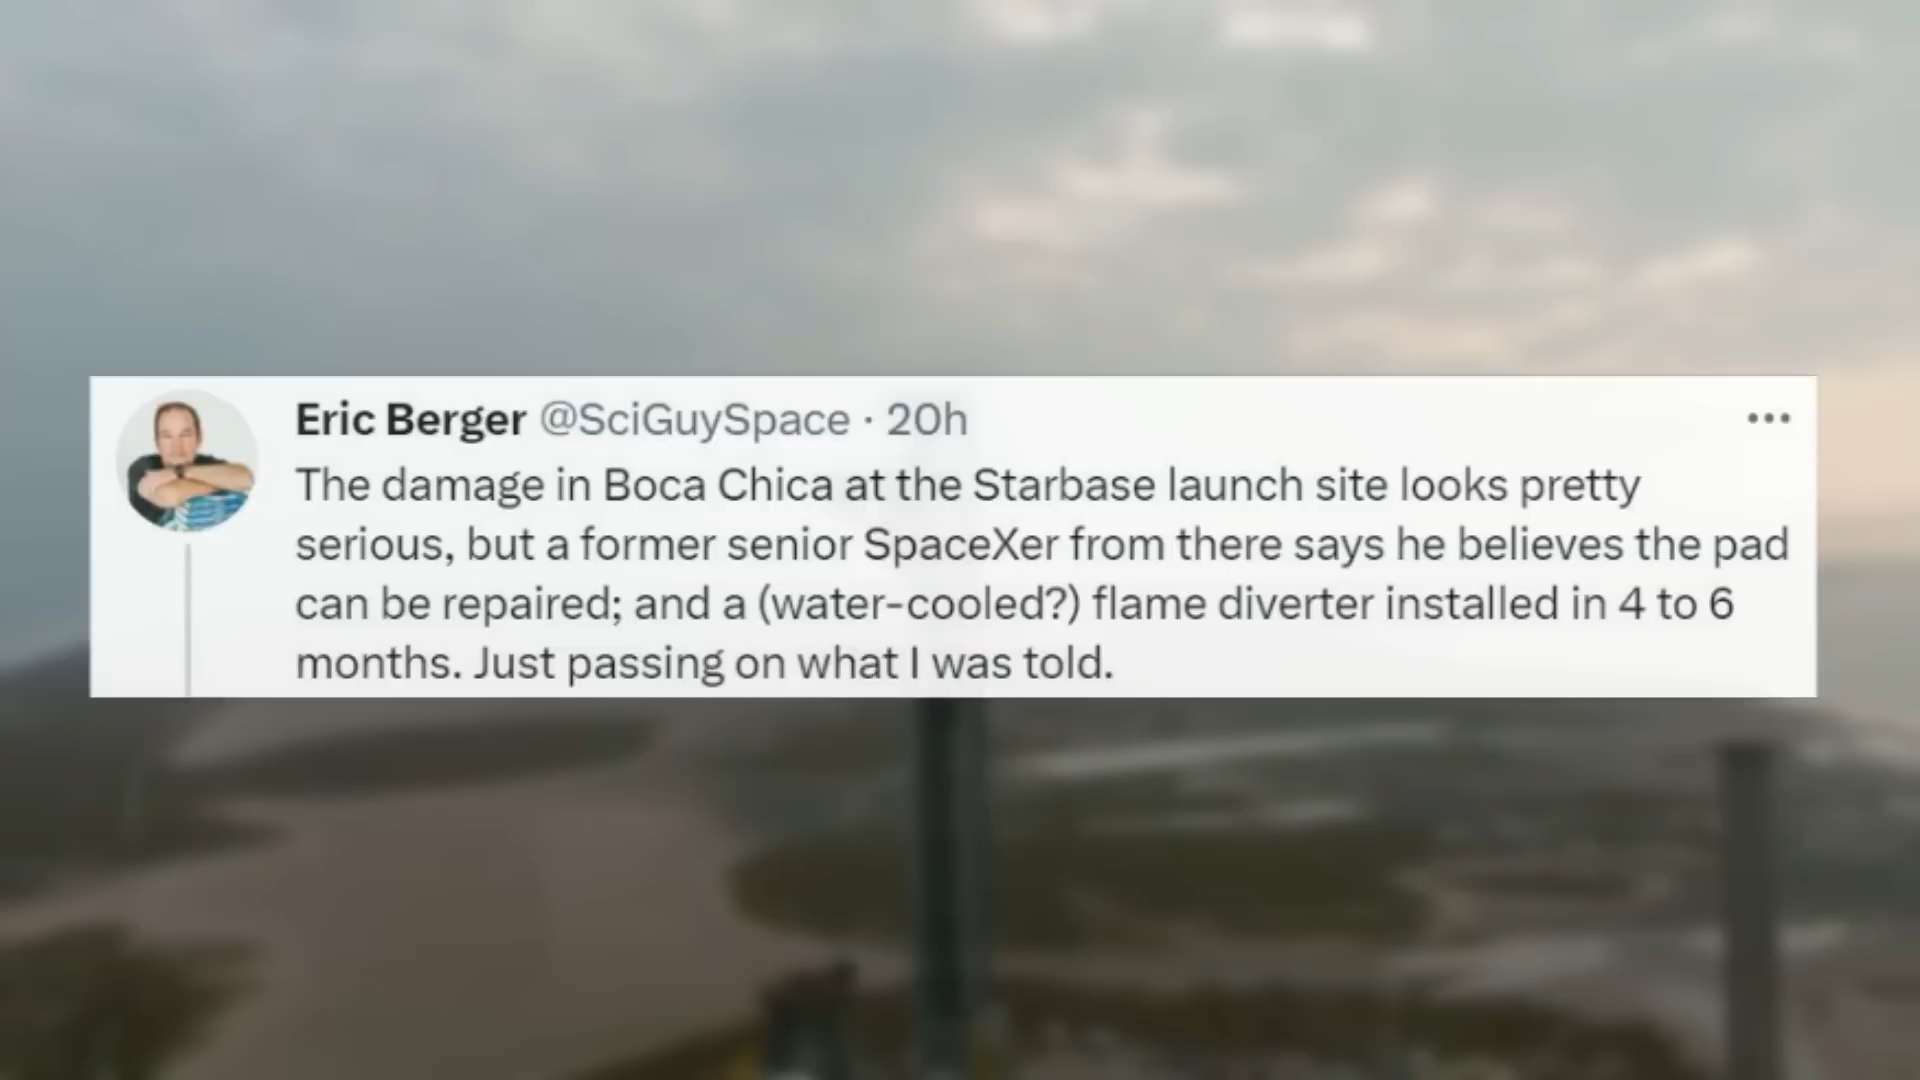 Eric Berger @SciGuySpace · 20h
The damage in Boca Chica at the Starbase launch site looks pretty
serious, but a former senior SpaceXer from there says he believes the pad
can be repaired; and a (water-cooled?) flame diverter installed in 4 to 6
months. Just passing on what I was told.